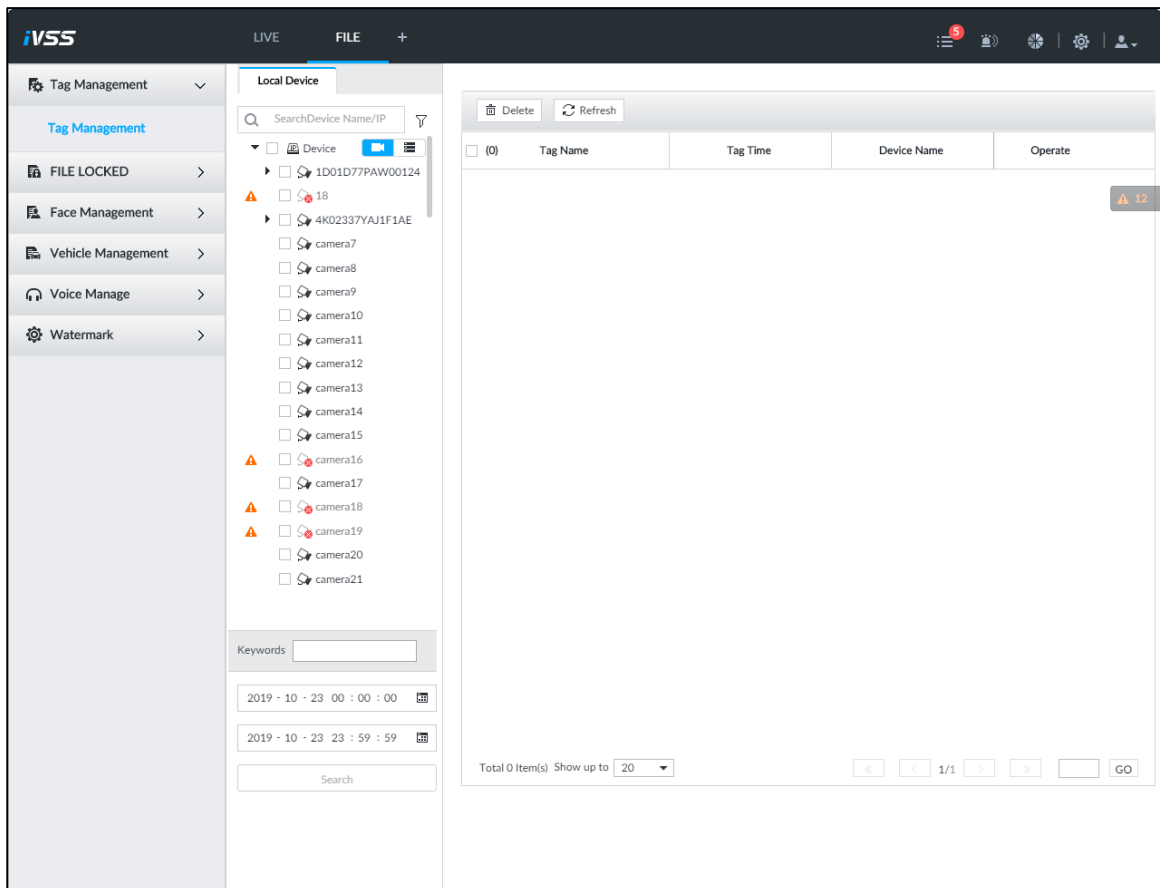 iVSS LIVE FILE + 5
Tag Management
Tag Management
FILE LOCKED
Face Management
Vehicle Management
Voice Manage
Watermark
Local Device
SearchDevice Name/IP
Device
1D01D77PAW00124
18
4K02337YAJ1F1AE
camera7
camera8
camera9
camera10
camera11
camera12
camera13
camera14
camera15
camera16
camera17
camera18
camera19
camera20
camera21
Keywords
2019 - 10 - 23 00 : 00 : 00
2019 - 10 - 23 23 : 59 : 59
Search
Delete Refresh
(0) Tag Name Tag Time Device Name Operate
12
Total 0 Item(s) Show up to 20 1/1 GO